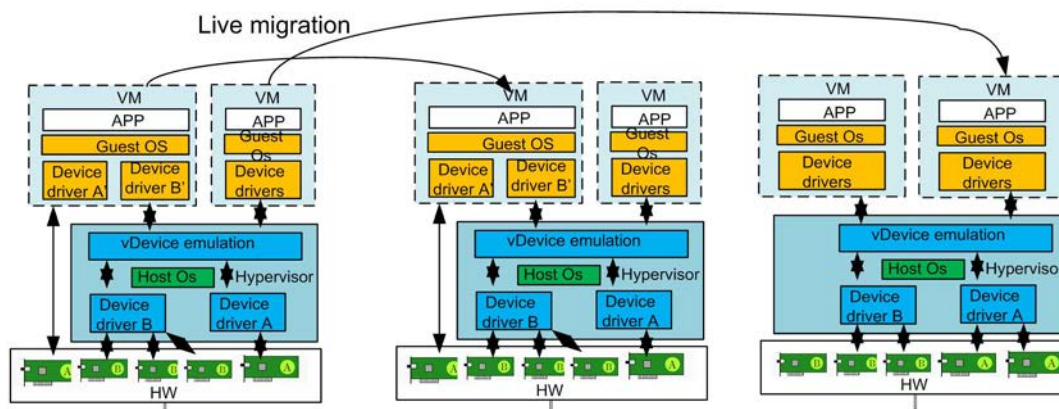 Live migration
VM
APP
Guest OS
Device driver A'
Device driver B'
VM
APP
Guest Os
Device drivers
vDevice emulation
Host Os
Hypervisor
Device driver B
Device driver A
A
B
B
B
A
HW
VM
APP
Guest OS
Device driver A'
Device driver B'
VM
APP
Guest Os
Device drivers
vDevice emulation
Host Os
Hypervisor
Device driver B
Device driver A
A
B
B
B
A
HW
VM
APP
Guest Os
Device drivers
VM
APP
Guest Os
Device drivers
vDevice emulation
Host Os
Hypervisor
Device driver B
Device driver A
B
B
B
A
A
HW